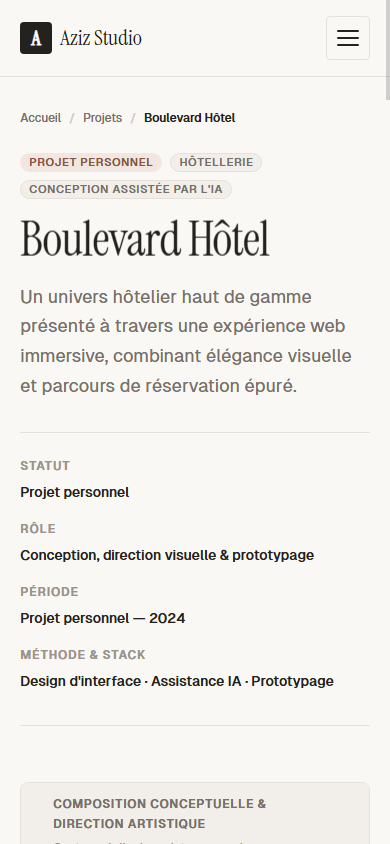 A Aziz Studio
Accueil / Projets / Boulevard Hôtel
PROJET PERSONNEL HÔTELLERIE
CONCEPTION ASSISTÉE PAR L'IA
Boulevard Hôtel
Un univers hôtelier haut de gamme
présenté à travers une expérience web
immersive, combinant élégance visuelle
et parcours de réservation épuré.
STATUT
Projet personnel
RÔLE
Conception, direction visuelle & prototypage
PÉRIODE
Projet personnel — 2024
MÉTHODE & STACK
Design d'interface · Assistance IA · Prototypage
COMPOSITION CONCEPTUELLE &
DIRECTION ARTISTIQUE